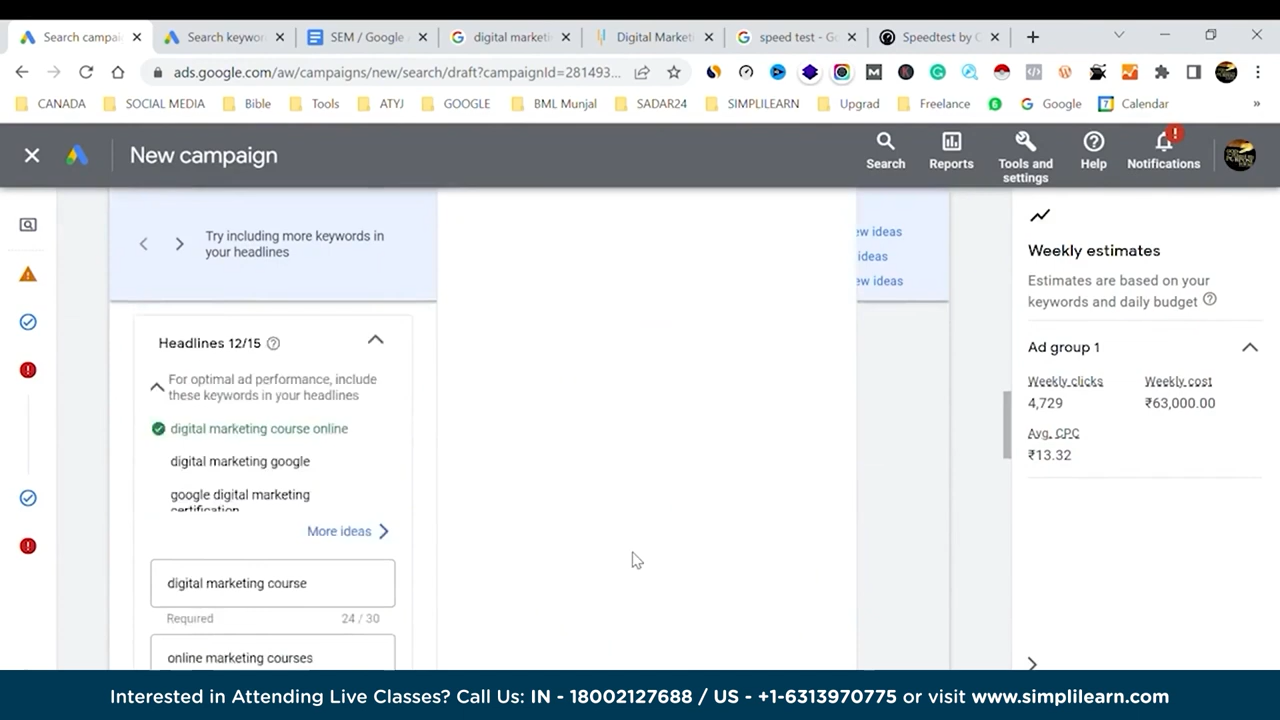 Search campai
Search keywor
SEM / Google
digital marketi
Digital Marketi
speed test - Go
Speedtest by O
ads.google.com/aw/campaigns/new/search/draft?campaignId=281493...
CANADA
SOCIAL MEDIA
Bible
Tools
ATYJ
GOOGLE
BML Munjal
SADAR24
SIMPLILEARN
Upgrad
Freelance
Google
Calendar
»
New campaign
Search
Reports
Tools and
settings
Help
Notifications
Try including more keywords in
your headlines
ew ideas
ideas
ew ideas
Headlines 12/15
For optimal ad performance, include
these keywords in your headlines
digital marketing course online
digital marketing google
google digital marketing
certification
More ideas
digital marketing course
Required
24 / 30
online marketing courses
Weekly estimates
Estimates are based on your
keywords and daily budget
Ad group 1
Weekly clicks
Weekly cost
4,729
₹63,000.00
Avg. CPC
₹13.32
Interested in Attending Live Classes? Call Us: IN - 18002127688 / US - +1-6313970775 or visit www.simplilearn.com